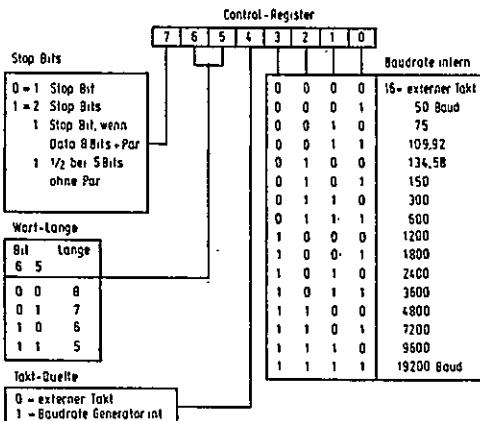 Control-Register
7 6 5 4 3 2 1 0
Stop Bits
0 = 1 Stop Bit
1 = 2 Stop Bits
1 Stop Bit, wenn
Data 8 Bits + Par
1 1/2 bei 5 Bits
ohne Par
Wort-Lange
Bit Lange
6 5
0 0 8
0 1 7
1 0 6
1 1 5
Takt-Quelle
0 = externer Takt
1 = Baudrate Generator int
Baudrate intern
0 0 0 0 16= externer Takt
0 0 0 1 50 Baud
0 0 1 0 75
0 0 1 1 109,92
0 1 0 0 134,58
0 1 0 1 150
0 1 1 0 300
0 1 1 1 600
1 0 0 0 1200
1 0 0 1 1800
1 0 1 0 2400
1 0 1 1 3600
1 1 0 0 4800
1 1 0 1 7200
1 1 1 0 9600
1 1 1 1 19200 Baud